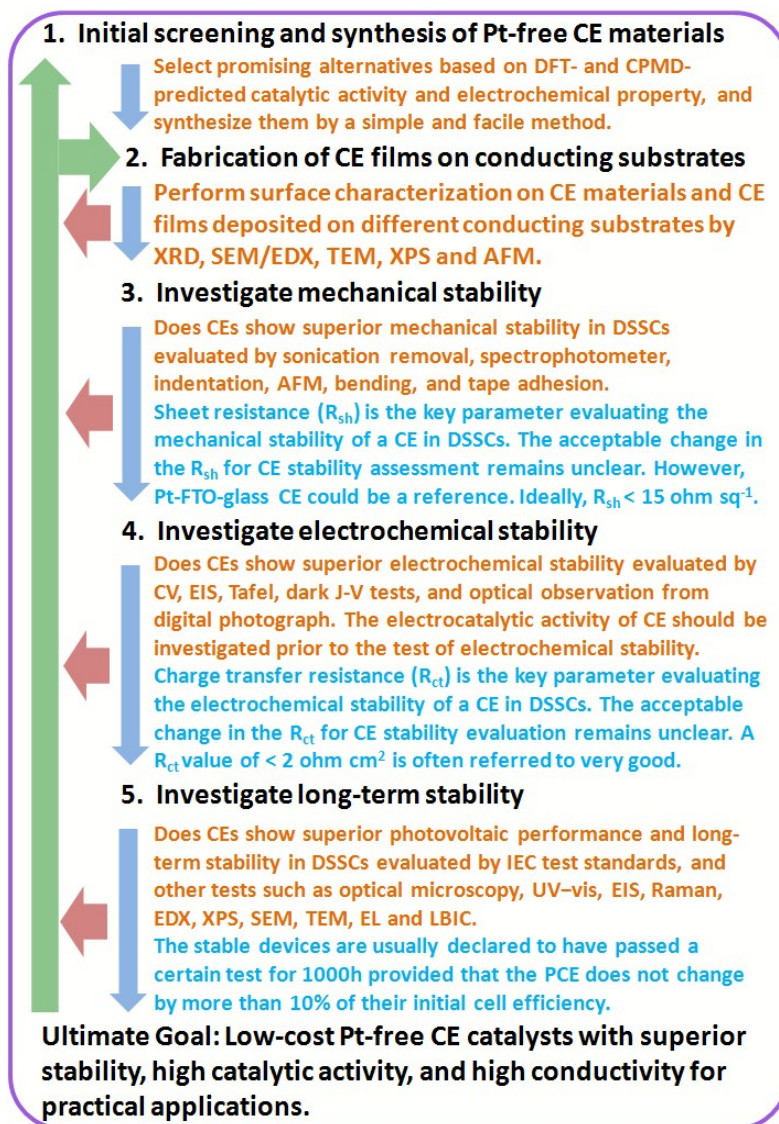 1. Initial screening and synthesis of Pt-free CE materials
Select promising alternatives based on DFT- and CPMD-
predicted catalytic activity and electrochemical property, and
synthesize them by a simple and facile method.
2. Fabrication of CE films on conducting substrates
Perform surface characterization on CE materials and CE
films deposited on different conducting substrates by
XRD, SEM/EDX, TEM, XPS and AFM.
3. Investigate mechanical stability
Does CEs show superior mechanical stability in DSSCs
evaluated by sonication removal, spectrophotometer,
indentation, AFM, bending, and tape adhesion.
Sheet resistance (Rsh) is the key parameter evaluating the
mechanical stability of a CE in DSSCs. The acceptable change in
the Rsh for CE stability assessment remains unclear. However,
Pt-FTO-glass CE could be a reference. Ideally, Rsh < 15 ohm sq⁻¹.
4. Investigate electrochemical stability
Does CEs show superior electrochemical stability evaluated by
CV, EIS, Tafel, dark J-V tests, and optical observation from
digital photograph. The electrocatalytic activity of CE should be
investigated prior to the test of electrochemical stability.
Charge transfer resistance (Rct) is the key parameter evaluating
the electrochemical stability of a CE in DSSCs. The acceptable
change in the Rct for CE stability evaluation remains unclear. A
Rct value of < 2 ohm cm² is often referred to very good.
5. Investigate long-term stability
Does CEs show superior photovoltaic performance and long-
term stability in DSSCs evaluated by IEC test standards, and
other tests such as optical microscopy, UV–vis, EIS, Raman,
EDX, XPS, SEM, TEM, EL and LBIC.
The stable devices are usually declared to have passed a
certain test for 1000h provided that the PCE does not change
by more than 10% of their initial cell efficiency.
Ultimate Goal: Low-cost Pt-free CE catalysts with superior
stability, high catalytic activity, and high conductivity for
practical applications.